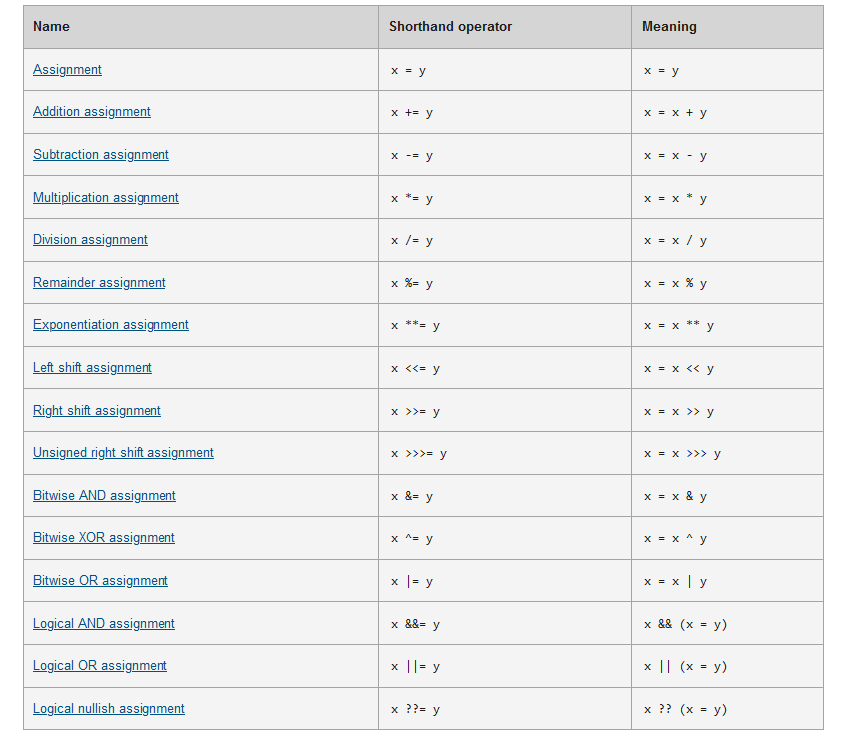 Name Shorthand operator Meaning
Assignment x = y x = y
Addition assignment x += y x = x + y
Subtraction assignment x -= y x = x - y
Multiplication assignment x *= y x = x * y
Division assignment x /= y x = x / y
Remainder assignment x %= y x = x % y
Exponentiation assignment x **= y x = x ** y
Left shift assignment x <<= y x = x << y
Right shift assignment x >>= y x = x >> y
Unsigned right shift assignment x >>>= y x = x >>> y
Bitwise AND assignment x &= y x = x & y
Bitwise XOR assignment x ^= y x = x ^ y
Bitwise OR assignment x |= y x = x | y
Logical AND assignment x &&= y x && (x = y)
Logical OR assignment x ||= y x || (x = y)
Logical nullish assignment x ??= y x ?? (x = y)